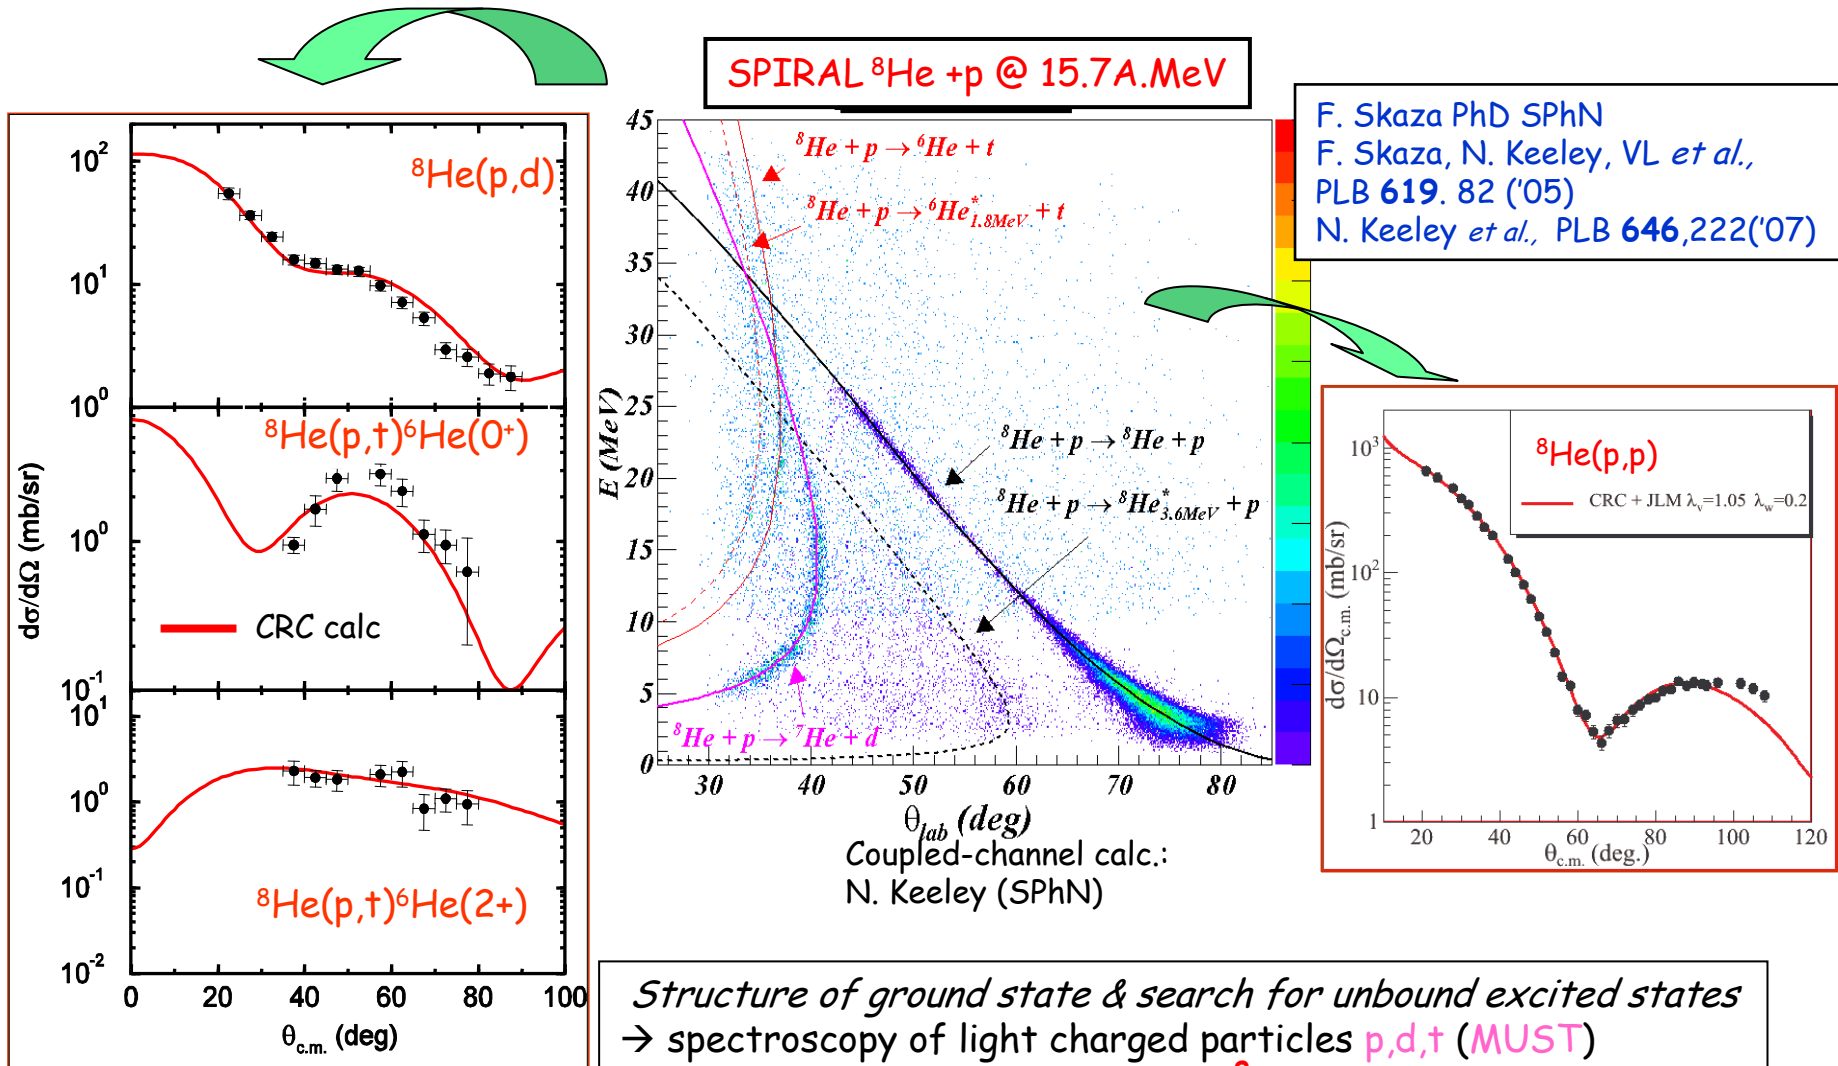 SPIRAL ⁸He +p @ 15.7A.MeV
F. Skaza PhD SPhN
F. Skaza, N. Keeley, VL et al.,
PLB 619. 82 ('05)
N. Keeley et al., PLB 646,222('07)
dσ/dΩ (mb/sr)
10²
10¹
10⁰
⁸He(p,d)
10⁰
10⁻¹
⁸He(p,t)⁶He(0⁺)
CRC calc
10¹
10⁰
10⁻¹
10⁻²
⁸He(p,t)⁶He(2+)
0 20 40 60 80 100
θc.m. (deg)
E (MeV)
45
40
35
30
25
20
15
10
5
0
⁸He + p → ⁶He + t
⁸He + p → ⁶He*1.8MeV + t
⁸He + p → ⁸He + p
⁸He + p → ⁸He*3.6MeV + p
⁸He + p → ⁷He + d
30 40 50 60 70 80
θlab (deg)
Coupled-channel calc.:
N. Keeley (SPhN)
dσ/dΩc.m. (mb/sr)
10³
10²
10
1
⁸He(p,p)
CRC + JLM λv=1.05 λw=0.2
20 40 60 80 100 120
θc.m. (deg.)
Structure of ground state & search for unbound excited states
→ spectroscopy of light charged particles p,d,t (MUST)